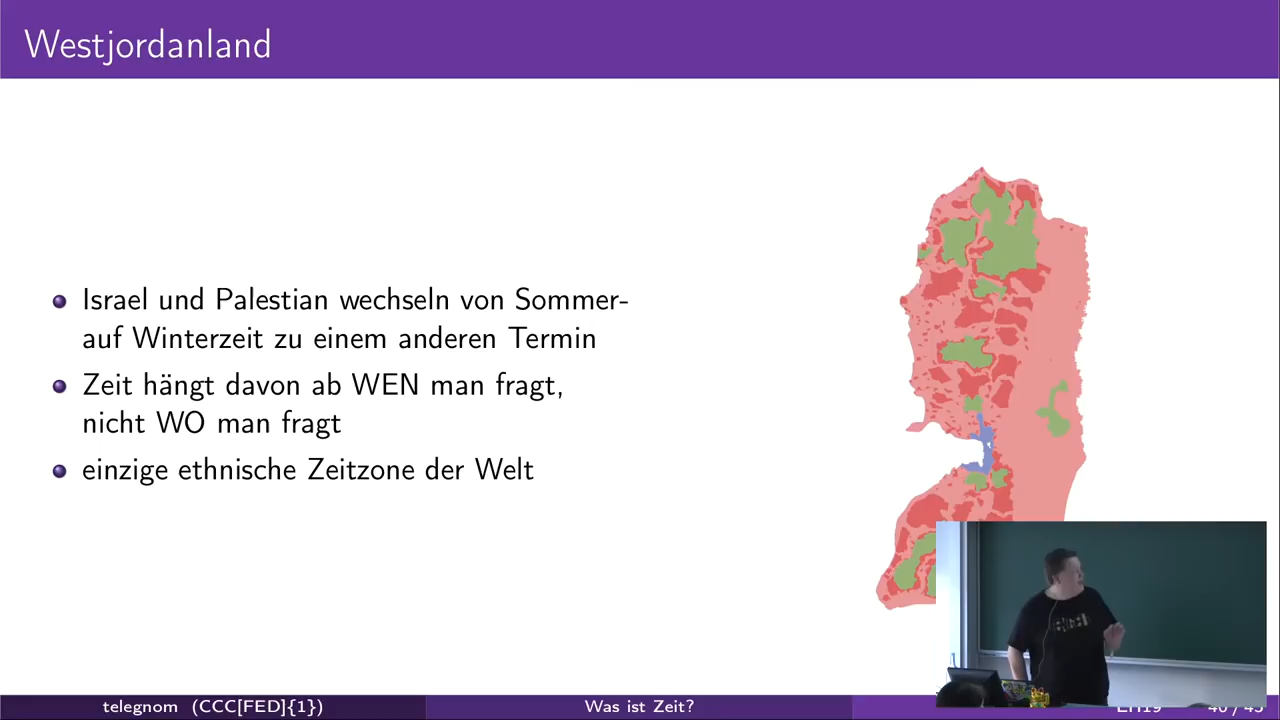 Westjordanland
Israel und Palestian wechseln von Sommer-
auf Winterzeit zu einem anderen Termin
Zeit hängt davon ab WEN man fragt,
nicht WO man fragt
einzige ethnische Zeitzone der Welt
telegnom (CCC[FED]{1})
Was ist Zeit?